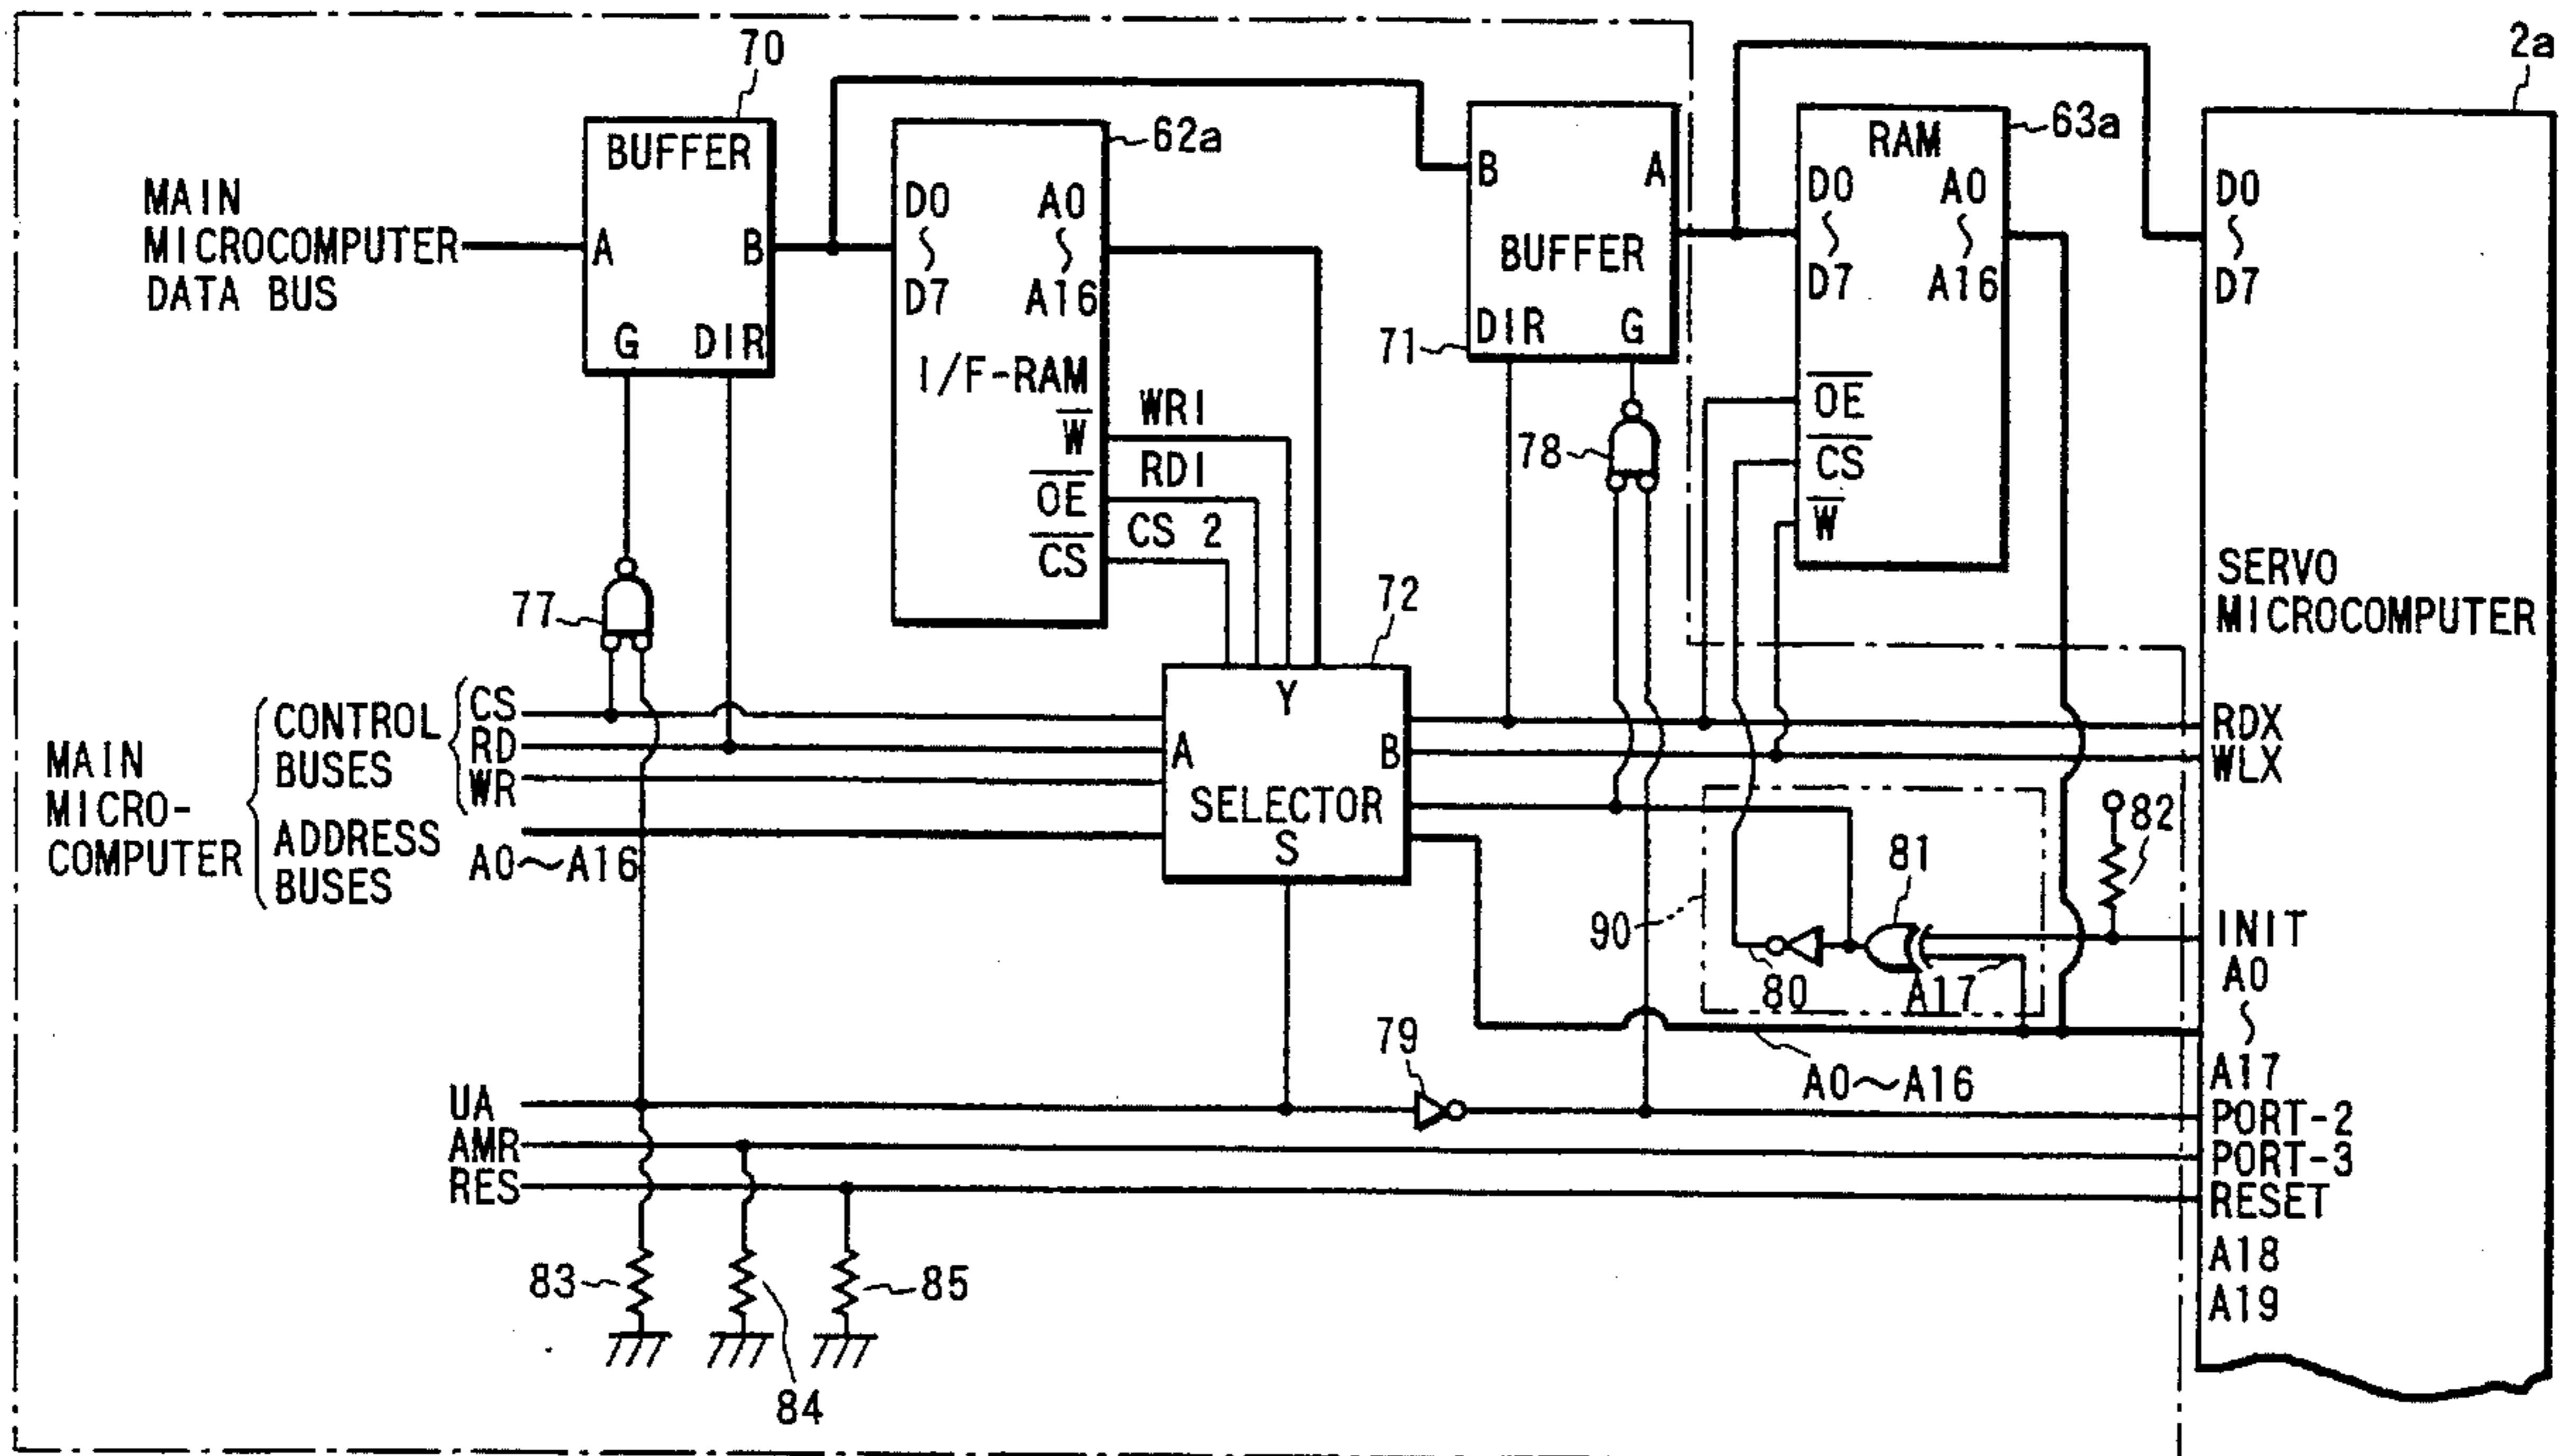 70
2a
BUFFER
A
B
G
DIR
MAIN
MICROCOMPUTER
DATA BUS
62a
D0
D7
A0
A16
I/F-RAM
W
OE
CS
WR1
RD1
CS 2
B
A
BUFFER
DIR
G
71
78
63a
RAM
D0
D7
A0
A16
OE
CS
W
D0
D7
SERVO
MICROCOMPUTER
77
72
Y
A
B
SELECTOR
S
MAIN
MICRO-
COMPUTER
CONTROL
BUSES
CS
RD
WR
ADDRESS
BUSES
A0~A16
RDX
WLX
82
81
90
80
A17
INIT
A0
A17
79
A0~A16
UA
AMR
RES
PORT-2
PORT-3
RESET
A18
A19
83
84
85